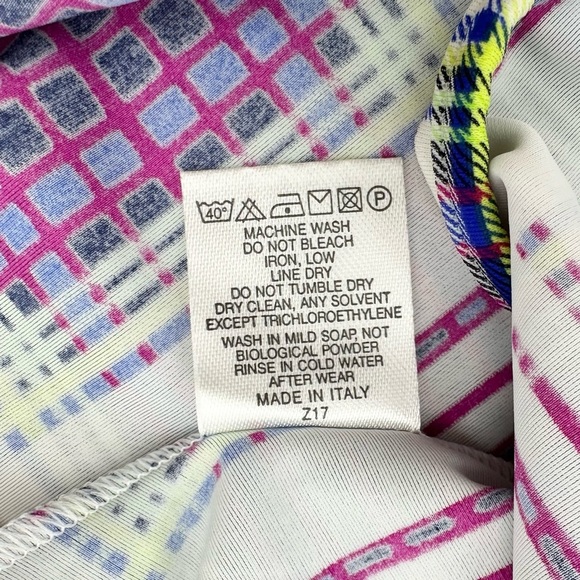 40° P
MACHINE WASH
DO NOT BLEACH
IRON, LOW
LINE DRY
DO NOT TUMBLE DRY
DRY CLEAN, ANY SOLVENT
EXCEPT TRICHLOROETHYLENE
WASH IN MILD SOAP, NOT
BIOLOGICAL POWDER
RINSE IN COLD WATER
AFTER WEAR
MADE IN ITALY
Z17